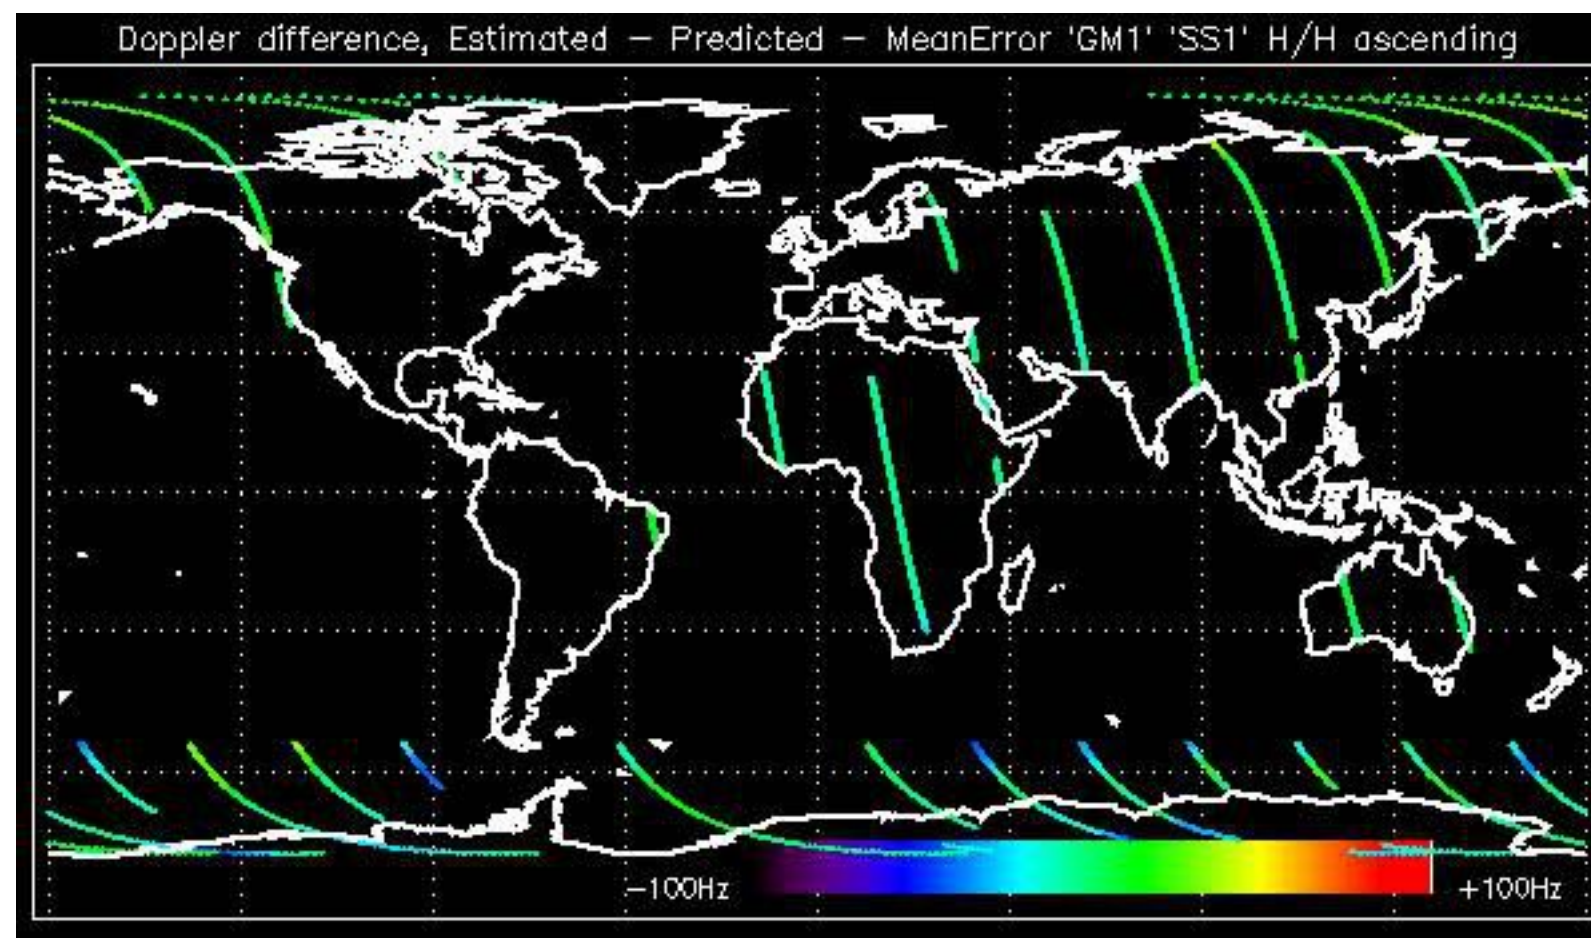 Doppler difference, Estimated – Predicted – MeanError 'GM1' 'SS1' H/H ascending
–100Hz
+100Hz